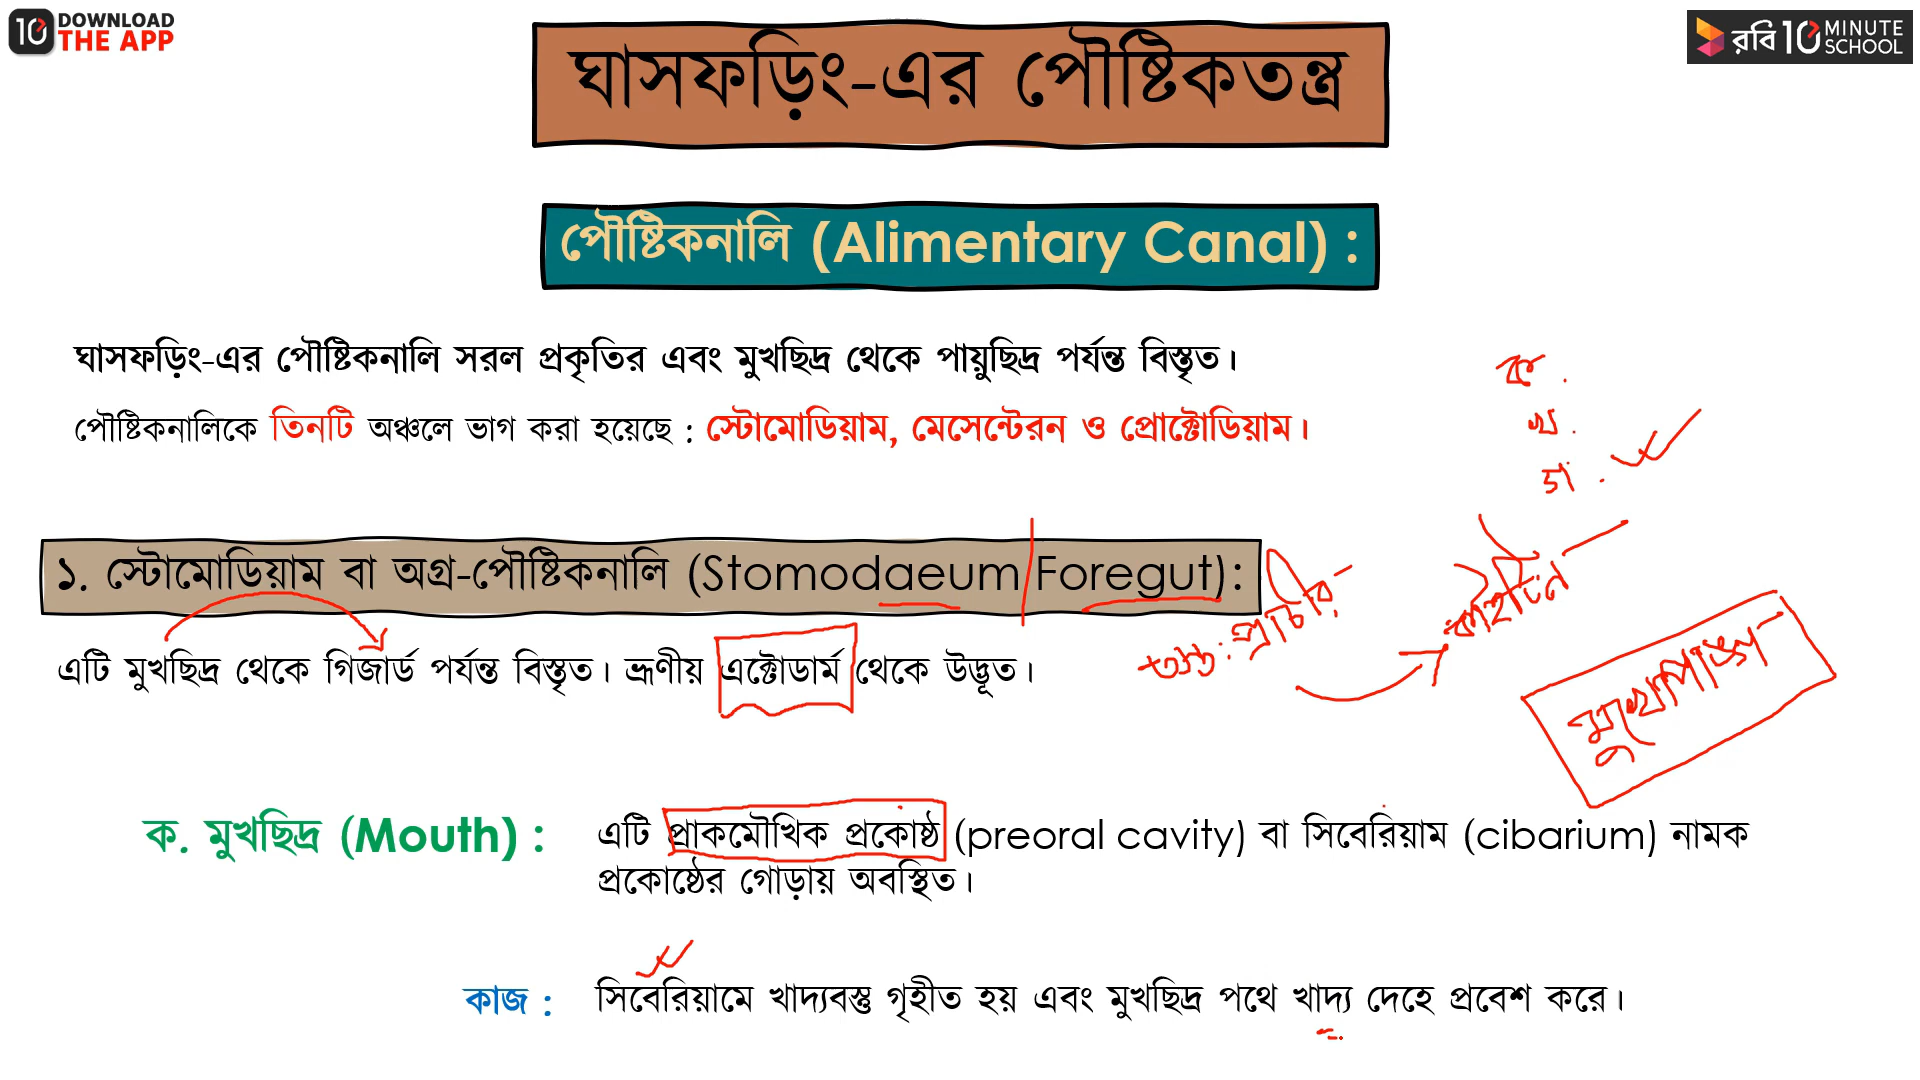 10 DOWNLOAD THE APP
রবি 10 MINUTE SCHOOL
ঘাসফড়িং-এর পৌষ্টিকতন্ত্র
পৌষ্টিকনালি (Alimentary Canal) :
ঘাসফড়িং-এর পৌষ্টিকনালি সরল প্রকৃতির এবং মুখছিদ্র থেকে পায়ুছিদ্র পর্যন্ত বিস্তৃত।
পৌষ্টিকনালিকে তিনটি অঞ্চলে ভাগ করা হয়েছে : স্টোমোডিয়াম, মেসেন্টেরন ও প্রোক্টোডিয়াম।
ক.
খ.
গ.
১. স্টোমোডিয়াম বা অগ্র-পৌষ্টিকনালি (Stomodaeum Foregut):
অন্তঃপ্রাচীর
কাইটিন
এটি মুখছিদ্র থেকে গিজার্ড পর্যন্ত বিস্তৃত। ভ্রূণীয় এক্টোডার্ম থেকে উদ্ভূত।
মুখোপাঙ্গ
ক. মুখছিদ্র (Mouth) : এটি প্রাকমৌখিক প্রকোষ্ঠ (preoral cavity) বা সিবেরিয়াম (cibarium) নামক
প্রকোষ্ঠের গোড়ায় অবস্থিত।
কাজ : সিবেরিয়ামে খাদ্যবস্তু গৃহীত হয় এবং মুখছিদ্র পথে খাদ্য দেহে প্রবেশ করে।